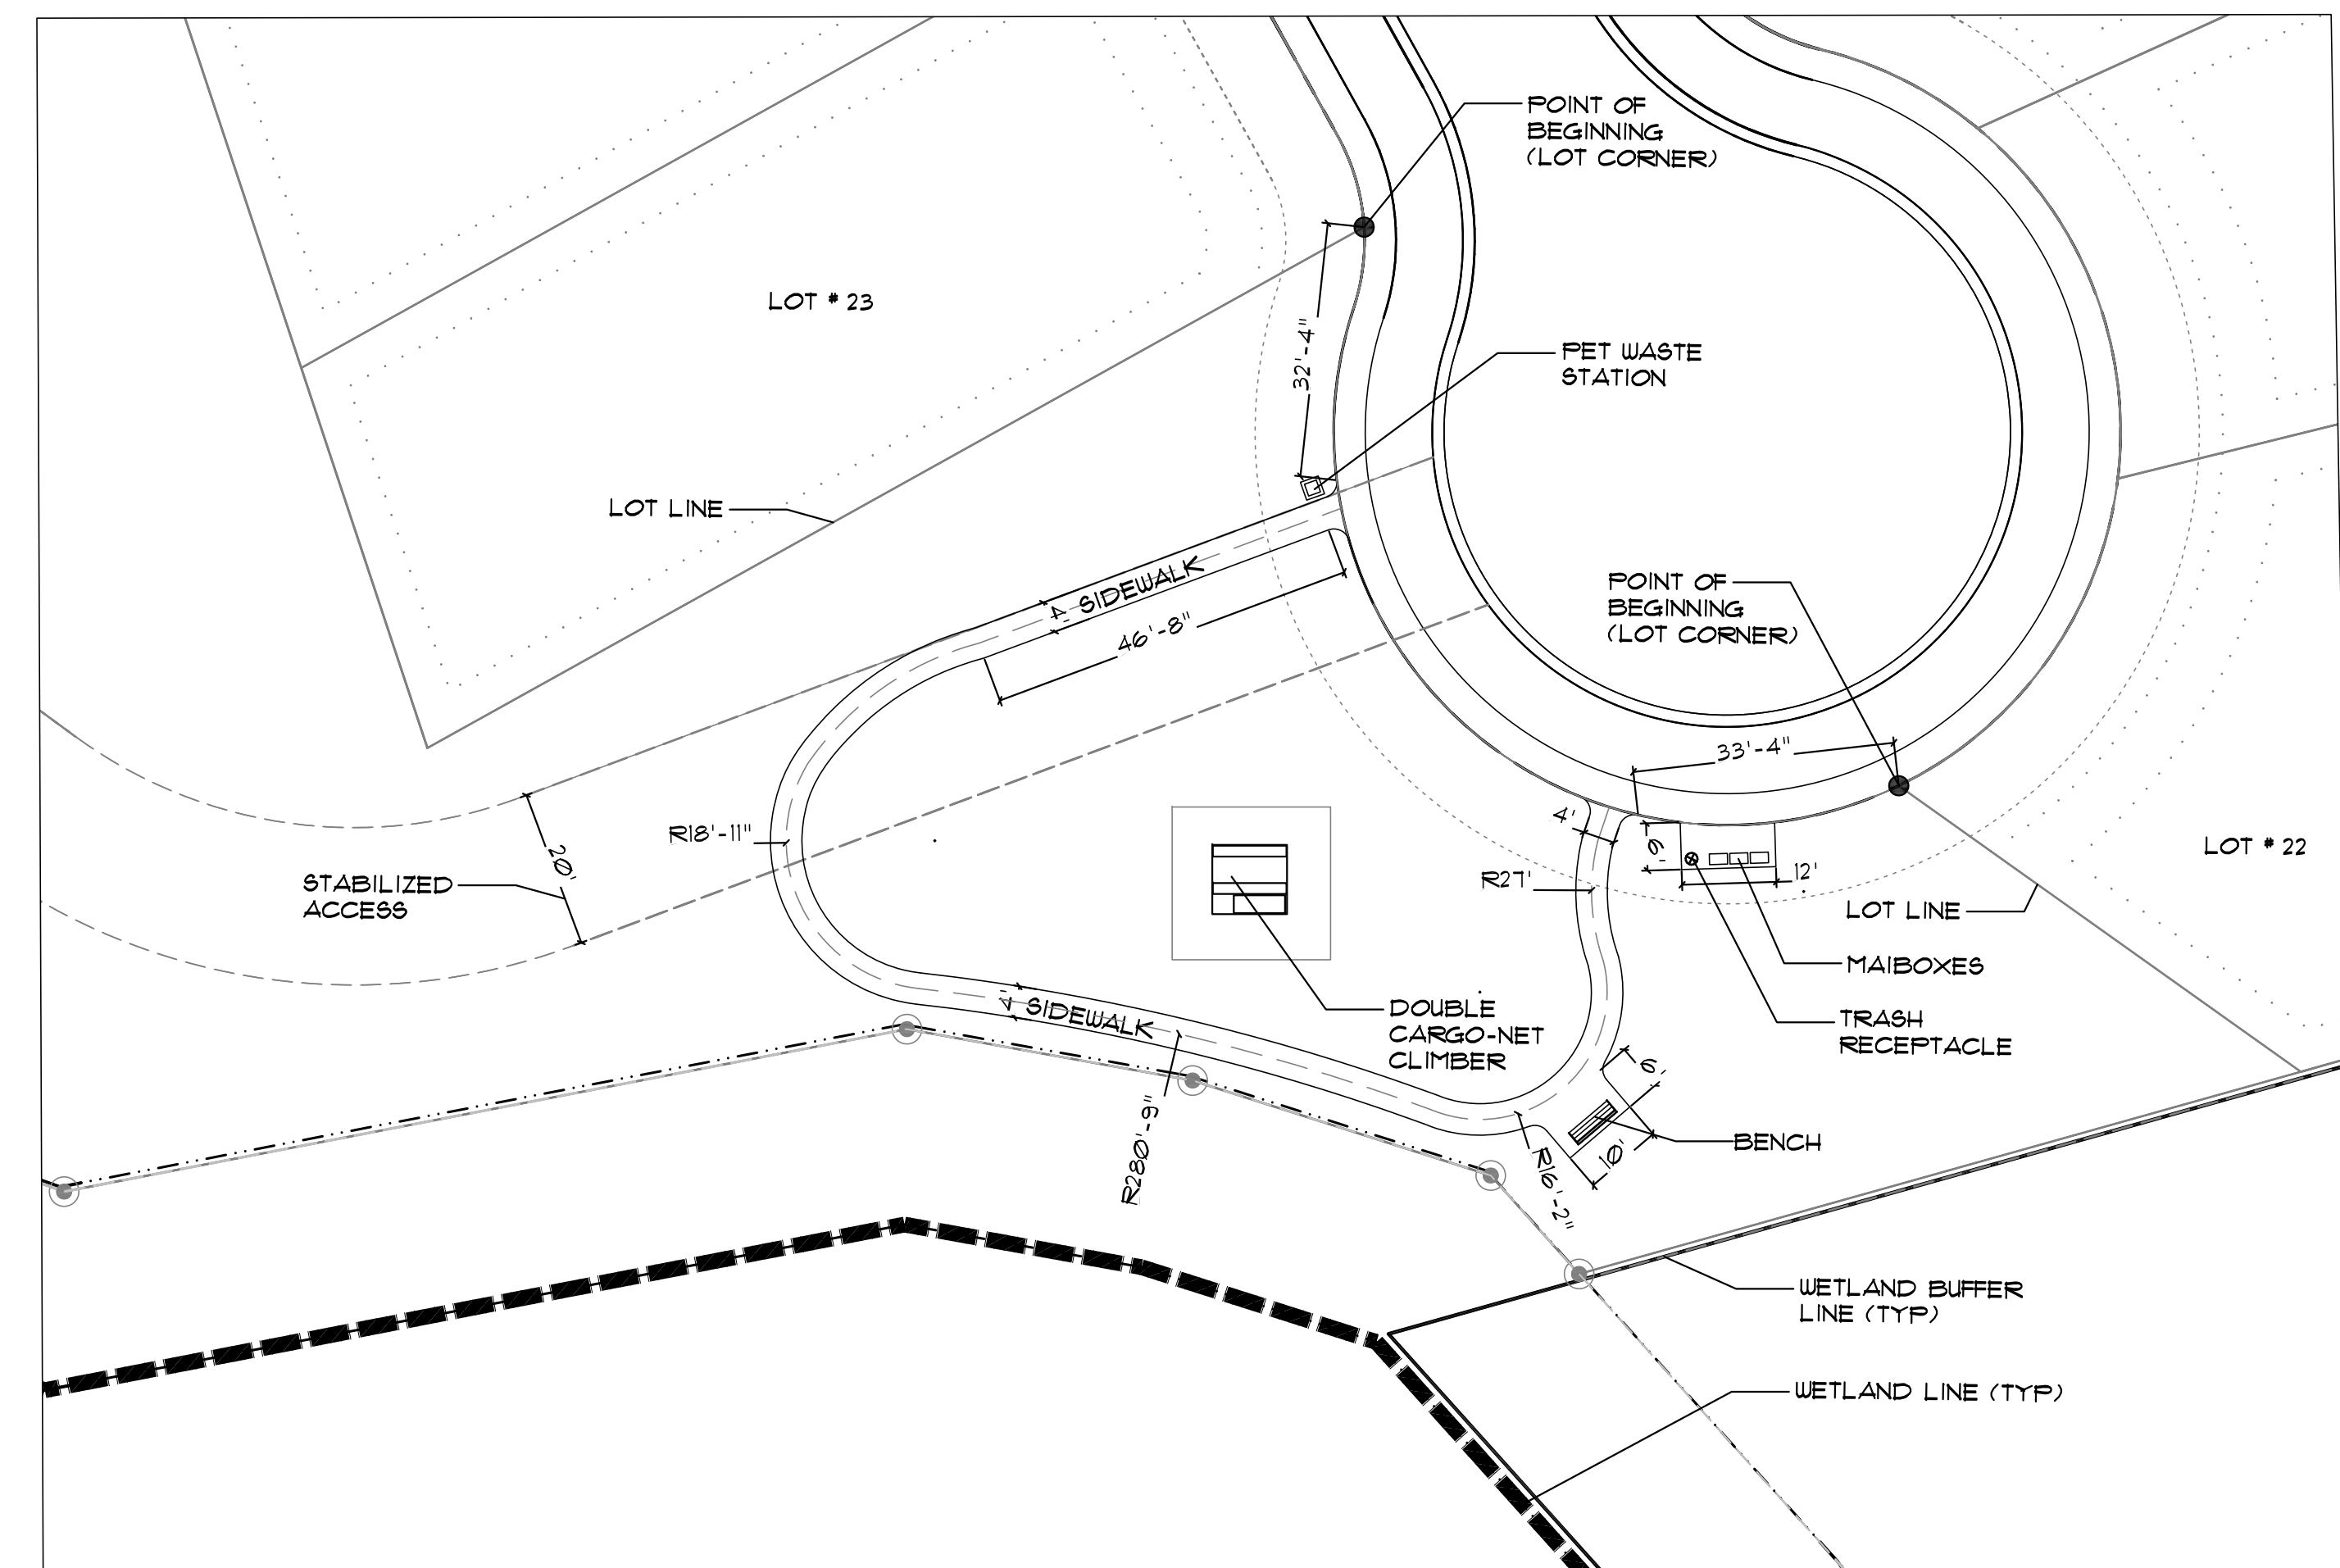 POINT OF
BEGINNING
(LOT CORNER)
LOT # 23
32'-4"
PET WASTE
STATION
LOT LINE
4'
SIDEWALK
46'-8"
POINT OF
BEGINNING
(LOT CORNER)
33'-4"
R18'-11"
20'
STABILIZED
ACCESS
4'
6'
12'
R27'
LOT # 22
LOT LINE
MAIBOXES
4'
SIDEWALK
DOUBLE
CARGO-NET
CLIMBER
TRASH
RECEPTACLE
6'
R280'-9"
BENCH
10'
R16'-2"
WETLAND BUFFER
LINE (TYP)
WETLAND LINE (TYP)